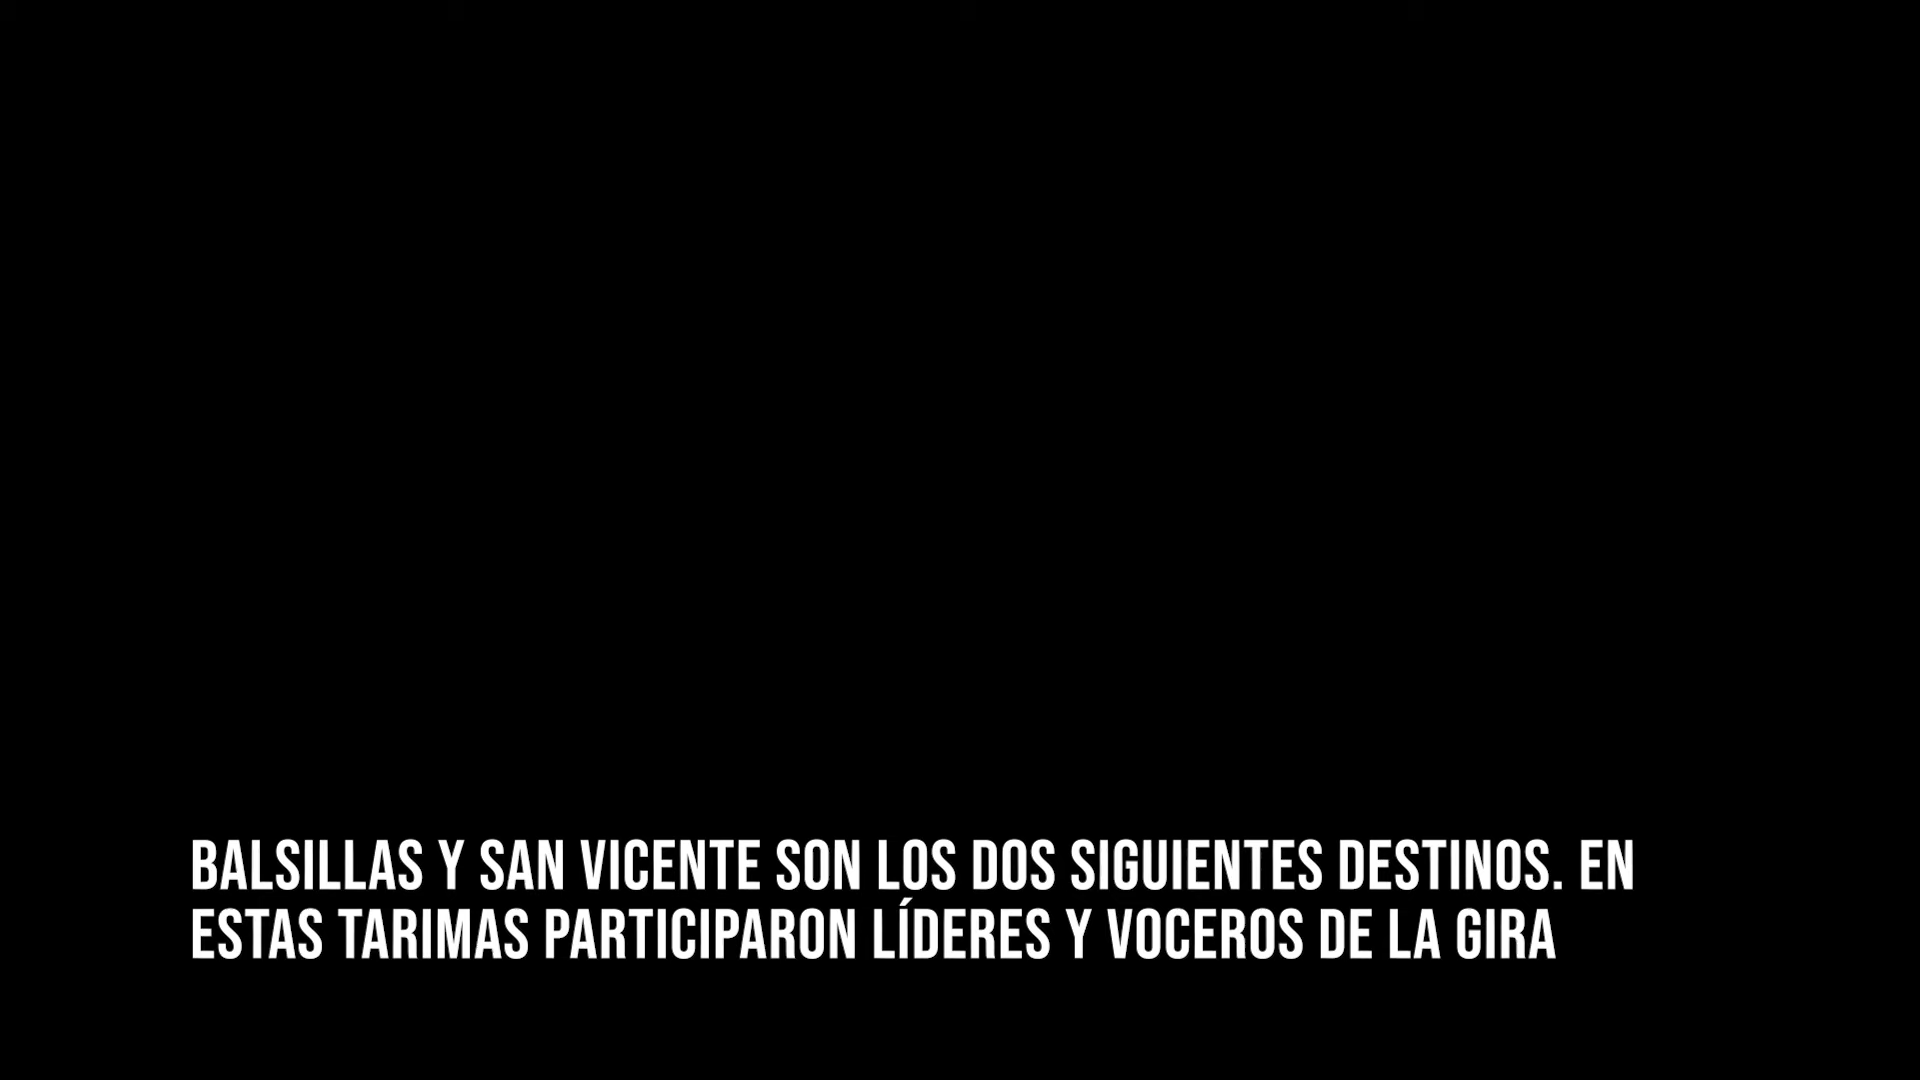 BALSILLAS Y SAN VICENTE SON LOS DOS SIGUIENTES DESTINOS. EN
ESTAS TARIMAS PARTICIPARON LÍDERES Y VOCEROS DE LA GIRA